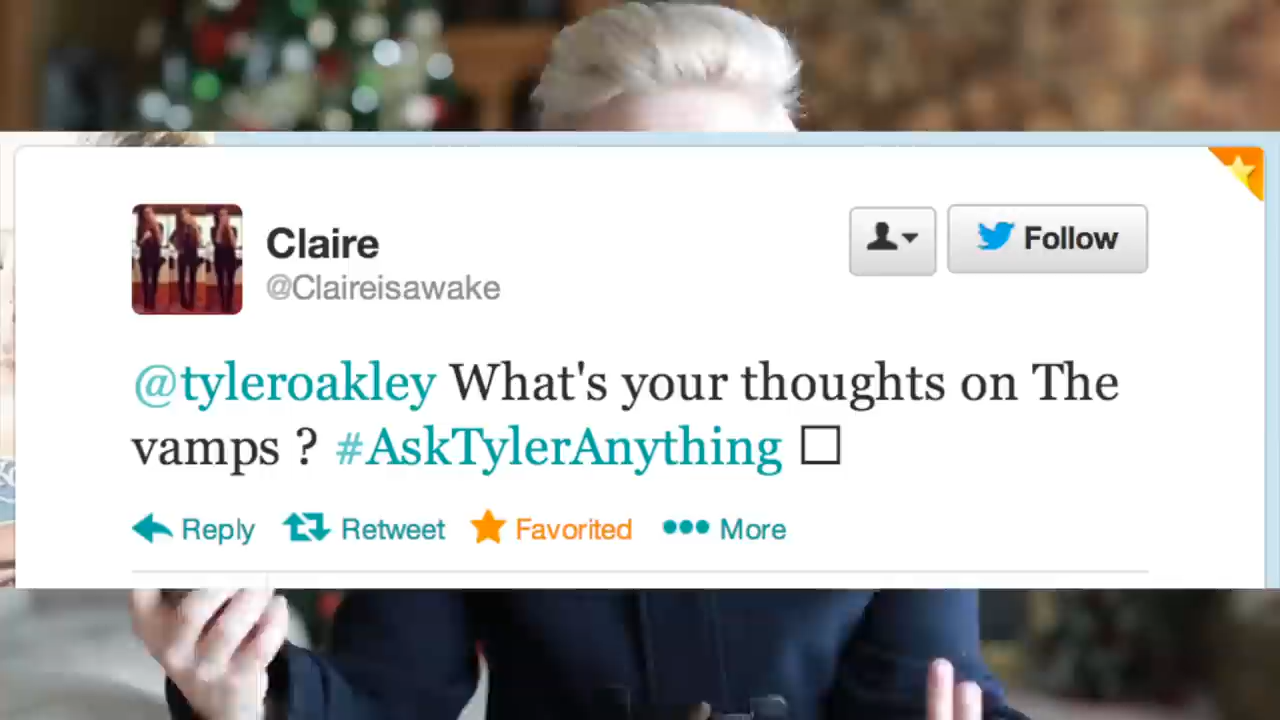 Claire
@Claireisawake
Follow
@tyleroakley What's your thoughts on The
vamps ? #AskTylerAnything □
Reply Retweet Favorited More